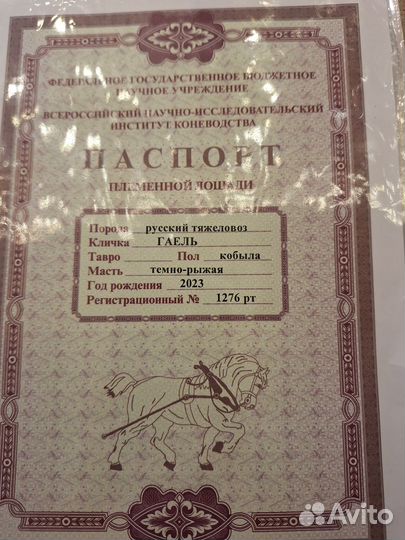 ФЕДЕРАЛЬНОЕ ГОСУДАРСТВЕННОЕ БЮДЖЕТНОЕ
НАУЧНОЕ УЧРЕЖДЕНИЕ
ВСЕРОССИЙСКИЙ НАУЧНО-ИССЛЕДОВАТЕЛЬСКИЙ
ИНСТИТУТ КОНЕВОДСТВА
ПАСПОРТ
ПЛЕМЕННОЙ ЛОШАДИ
Порода русский тяжеловоз
Кличка ГАЕЛЬ
Тавро Пол кобыла
Масть темно-рыжая
Год рождения 2023
Регистрационный № 1276 рт
Avito